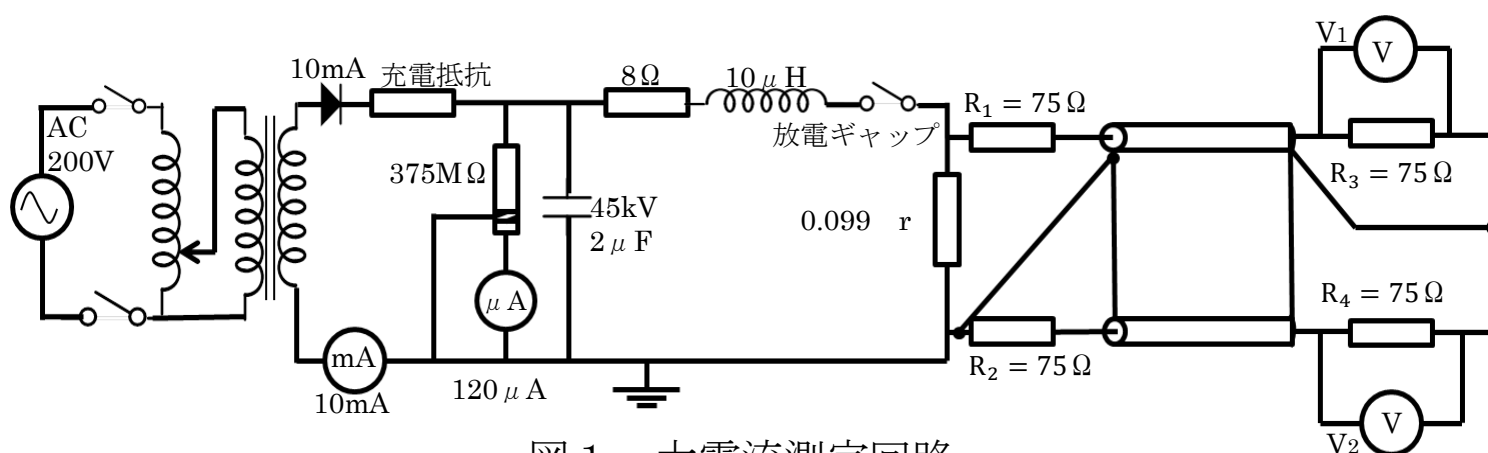 AC
200V
10mA
充電抵抗
375MΩ
μA
120μA
mA
10mA
45kV
2μF
8Ω
10μH
放電ギャップ
0.099 r
R₁ = 75Ω
R₂ = 75Ω
V1
V
R₃ = 75Ω
R₄ = 75Ω
V
V2